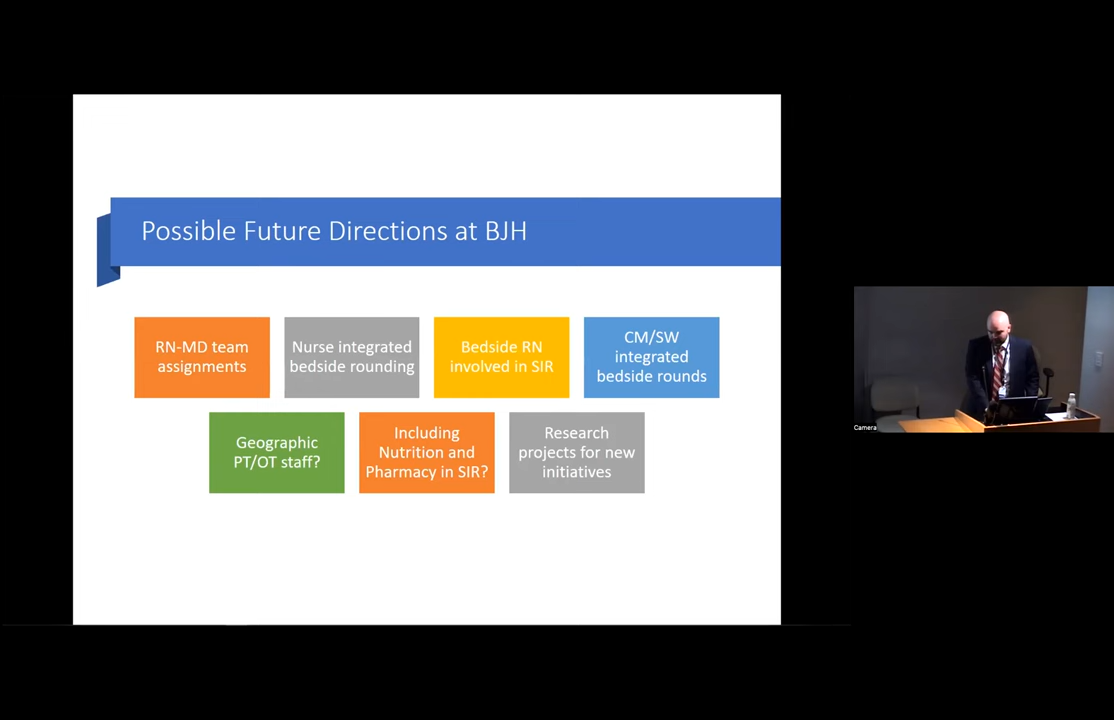 Possible Future Directions at BJH
RN-MD team
assignments
Nurse integrated
bedside rounding
Bedside RN
involved in SIR
CM/SW
integrated
bedside rounds
Geographic
PT/OT staff?
Including
Nutrition and
Pharmacy in SIR?
Research
projects for new
initiatives
Camera